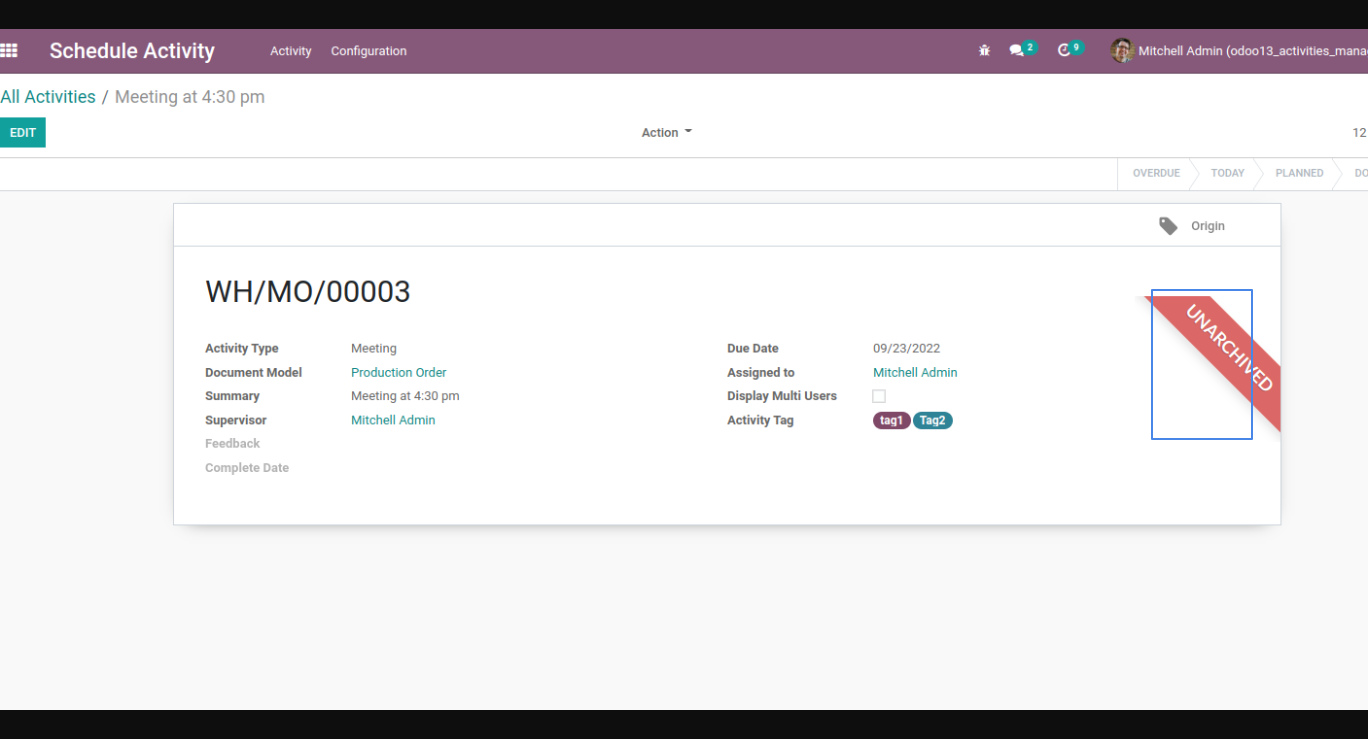 Schedule Activity Activity Configuration 2 9 Mitchell Admin (odoo13_activities_mana
All Activities / Meeting at 4:30 pm
EDIT Action 12
OVERDUE TODAY PLANNED DO
Origin
WH/MO/00003
UNARCHIVED
Activity Type Meeting Due Date 09/23/2022
Document Model Production Order Assigned to Mitchell Admin
Summary Meeting at 4:30 pm Display Multi Users
Supervisor Mitchell Admin Activity Tag tag1 Tag2
Feedback
Complete Date